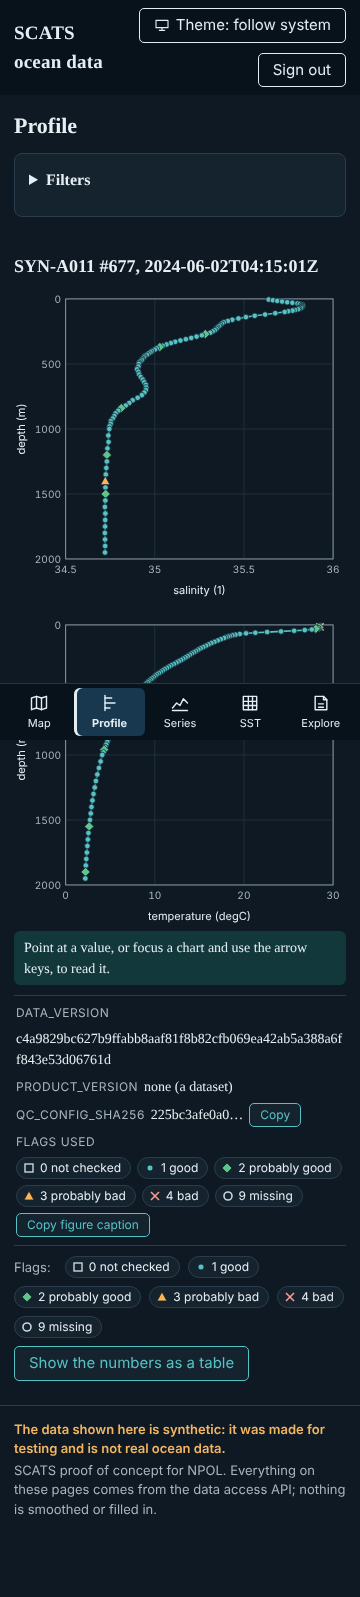 SCATS
ocean data
Theme: follow system
Sign out
Profile
Filters
SYN-A011 #677, 2024-06-02T04:15:01Z
0
500
1000
1500
2000
depth (m)
34.5 35 35.5 36
salinity (1)
0
Map Profile Series SST Explore
1000
1500
2000
0 10 20 30
temperature (degC)
Point at a value, or focus a chart and use the arrow
keys, to read it.
DATA_VERSION
c4a9829bc627b9ffabb8aaf81f8b82cfb069ea42ab5a388a6f
f843e53d06761d
PRODUCT_VERSION none (a dataset)
QC_CONFIG_SHA256 225bc3afe0a0… Copy
FLAGS USED
0 not checked 1 good 2 probably good
3 probably bad 4 bad 9 missing
Copy figure caption
Flags: 0 not checked 1 good
2 probably good 3 probably bad 4 bad
9 missing
Show the numbers as a table
The data shown here is synthetic: it was made for
testing and is not real ocean data.
SCATS proof of concept for NPOL. Everything on
these pages comes from the data access API; nothing
is smoothed or filled in.